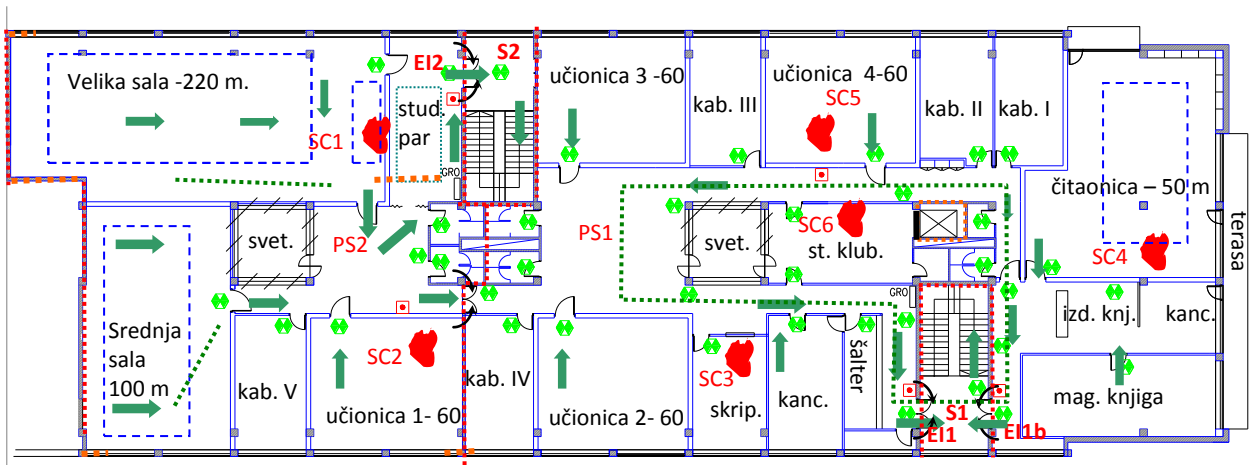 Velika sala -220 m.
SC1
stud.
par
EI2
S2
GRO
učionica 3 -60
kab. III
učionica 4-60
SC5
kab. II
kab. I
čitaonica – 50 m
SC4
terasa
svet.
PS2
PS1
svet.
SC6
st. klub.
GRO
izd. knj.
kanc.
Srednja
sala
100 m
kab. V
SC2
učionica 1- 60
kab. IV
učionica 2- 60
SC3
skrip.
kanc.
šalter
S1
EI1
EI1b
mag. knjiga